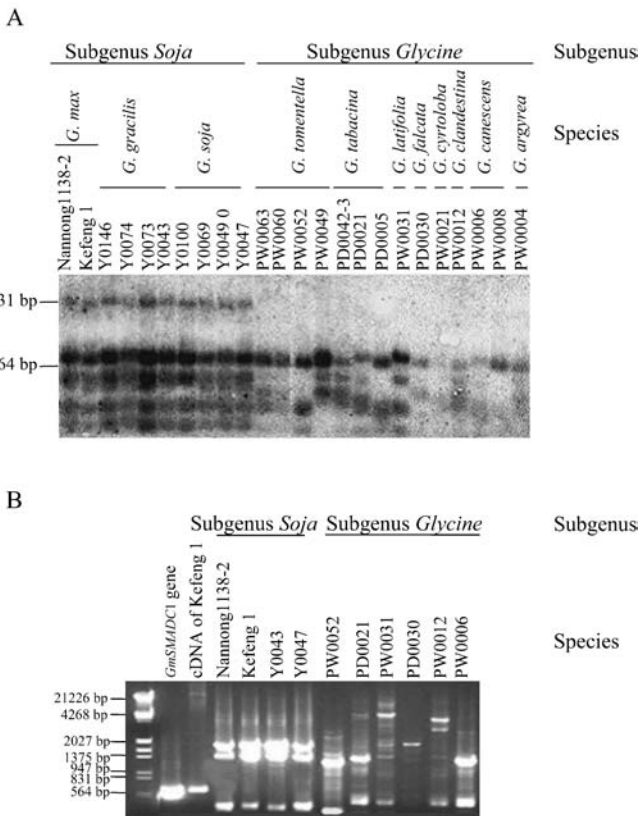 A
Subgenus Soja Subgenus Glycine Subgenus
G. max G. gracilis G. soja G. tomentella G. tabacina G. latifolia G. falcata G. cyrtoloba G. clandestina G. canescens G. argyrea Species
Nannong1138-2 Kefeng 1 Y0146 Y0074 Y0073 Y0043 Y0100 Y0069 Y0049 0 Y0047 PW0063 PW0060 PW0052 PW0049 PD0042-3 PD0021 PD0005 PW0031 PD0030 PW0021 PW0012 PW0006 PW0008 PW0004
31 bp
64 bp
B
Subgenus Soja Subgenus Glycine Subgenus
GmSMADC1 gene cDNA of Kefeng 1 Nannong1138-2 Kefeng 1 Y0043 Y0047 PW0052 PD0021 PW0031 PD0030 PW0012 PW0006 Species
21226 bp
4268 bp
2027 bp
1375 bp
947 bp
831 bp
564 bp